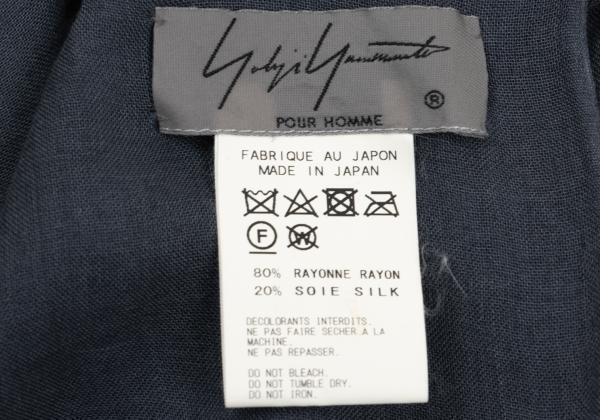 Yohji Yamamoto
®
POUR HOMME
FABRIQUE AU JAPON
MADE IN JAPAN
F W
80% RAYONNE RAYON
20% SOIE SILK
DECOLORANTS INTERDITS.
NE PAS FAIRE SECHER A LA
MACHINE.
NE PAS REPASSER.
DO NOT BLEACH.
DO NOT TUMBLE DRY.
DO NOT IRON.